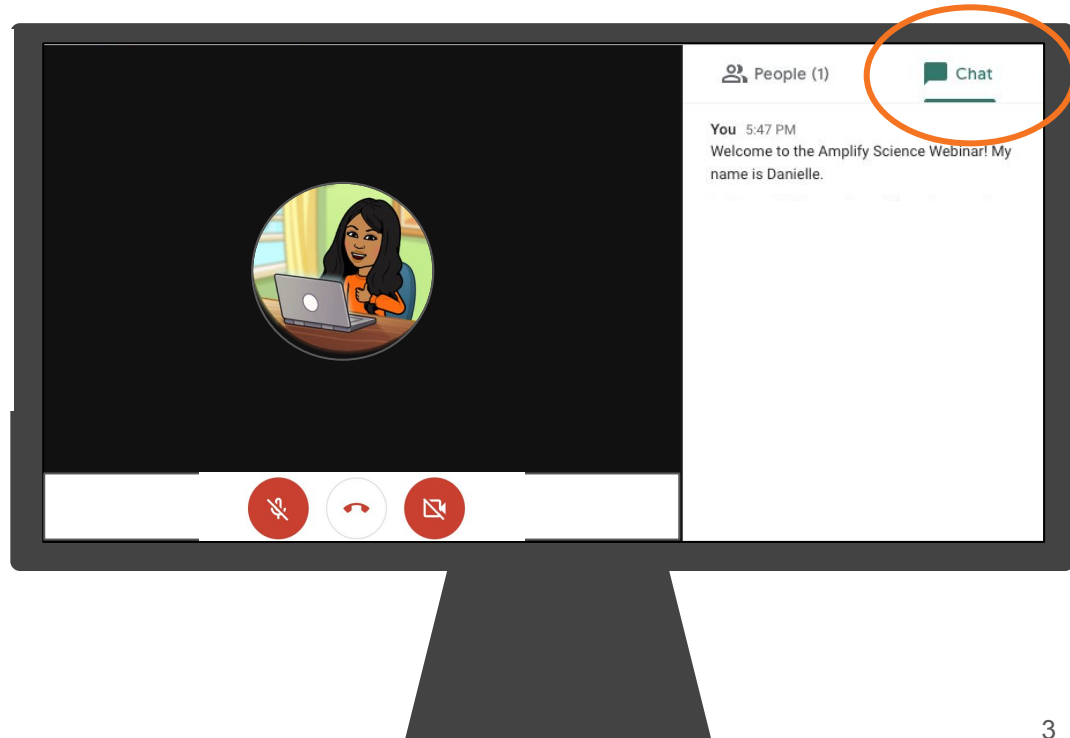 People (1)
Chat
You 5:47 PM
Welcome to the Amplify Science Webinar! My
name is Danielle.
3